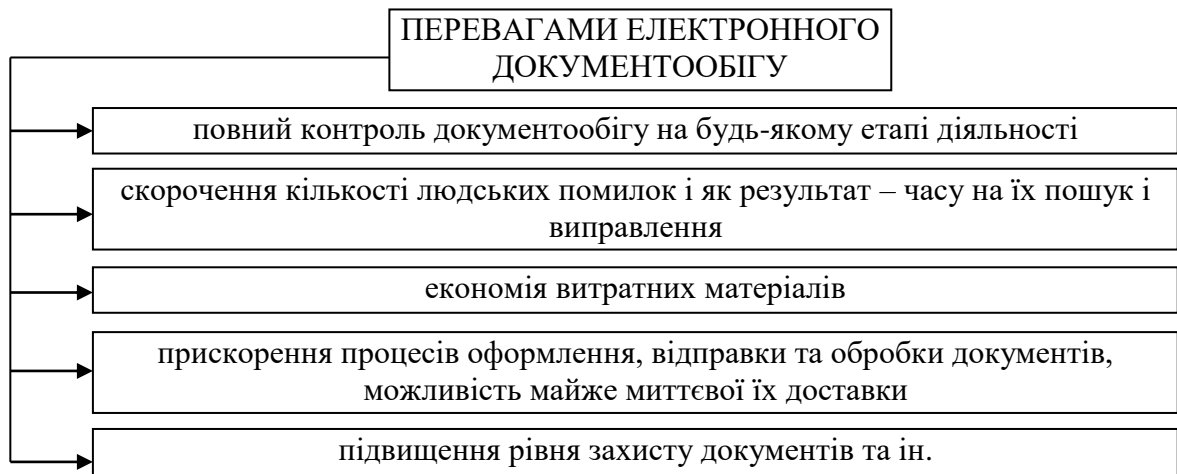 ПЕРЕВАГАМИ ЕЛЕКТРОННОГО
ДОКУМЕНТООБІГУ
повний контроль документообігу на будь-якому етапі діяльності
скорочення кількості людських помилок і як результат – часу на їх пошук і
виправлення
економія витратних матеріалів
прискорення процесів оформлення, відправки та обробки документів,
можливість майже миттєвої їх доставки
підвищення рівня захисту документів та ін.